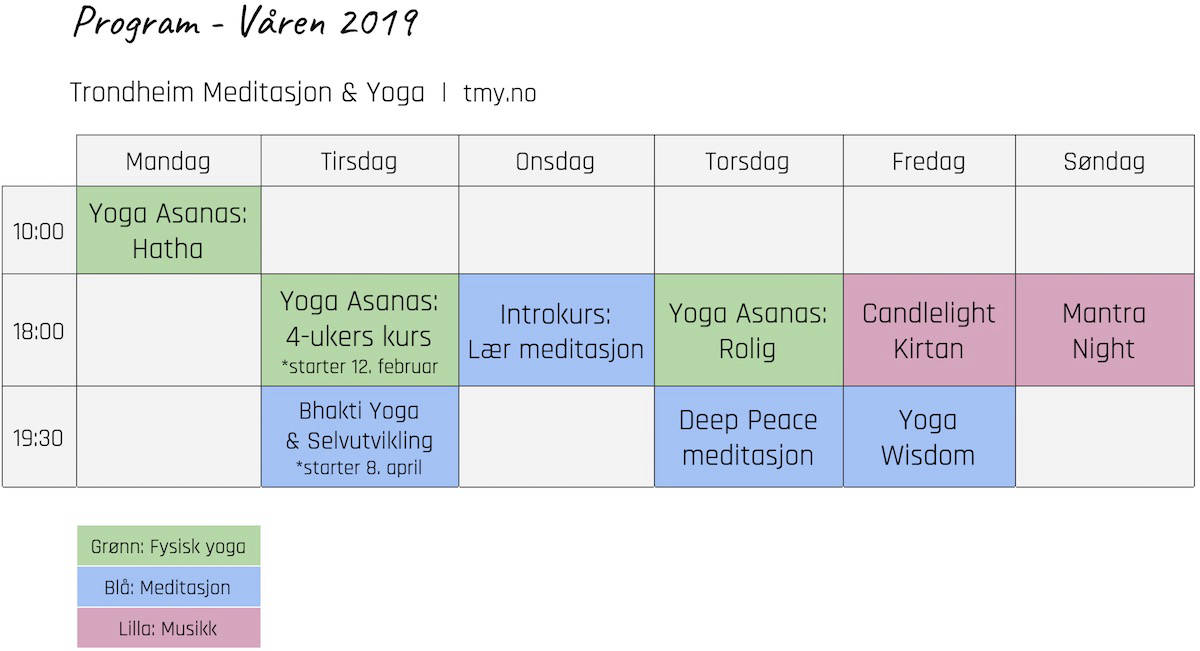 Program - Våren 2019
Trondheim Meditasjon & Yoga | tmy.no
Mandag Tirsdag Onsdag Torsdag Fredag Søndag
10:00
Yoga Asanas:
Hatha
18:00
Yoga Asanas:
4-ukers kurs
*starter 12. februar
Introkurs:
Lær meditasjon
Yoga Asanas:
Rolig
Candlelight
Kirtan
Mantra
Night
19:30
Bhakti Yoga
& Selvutvikling
*starter 8. april
Deep Peace
meditasjon
Yoga
Wisdom
Grønn: Fysisk yoga
Blå: Meditasjon
Lilla: Musikk